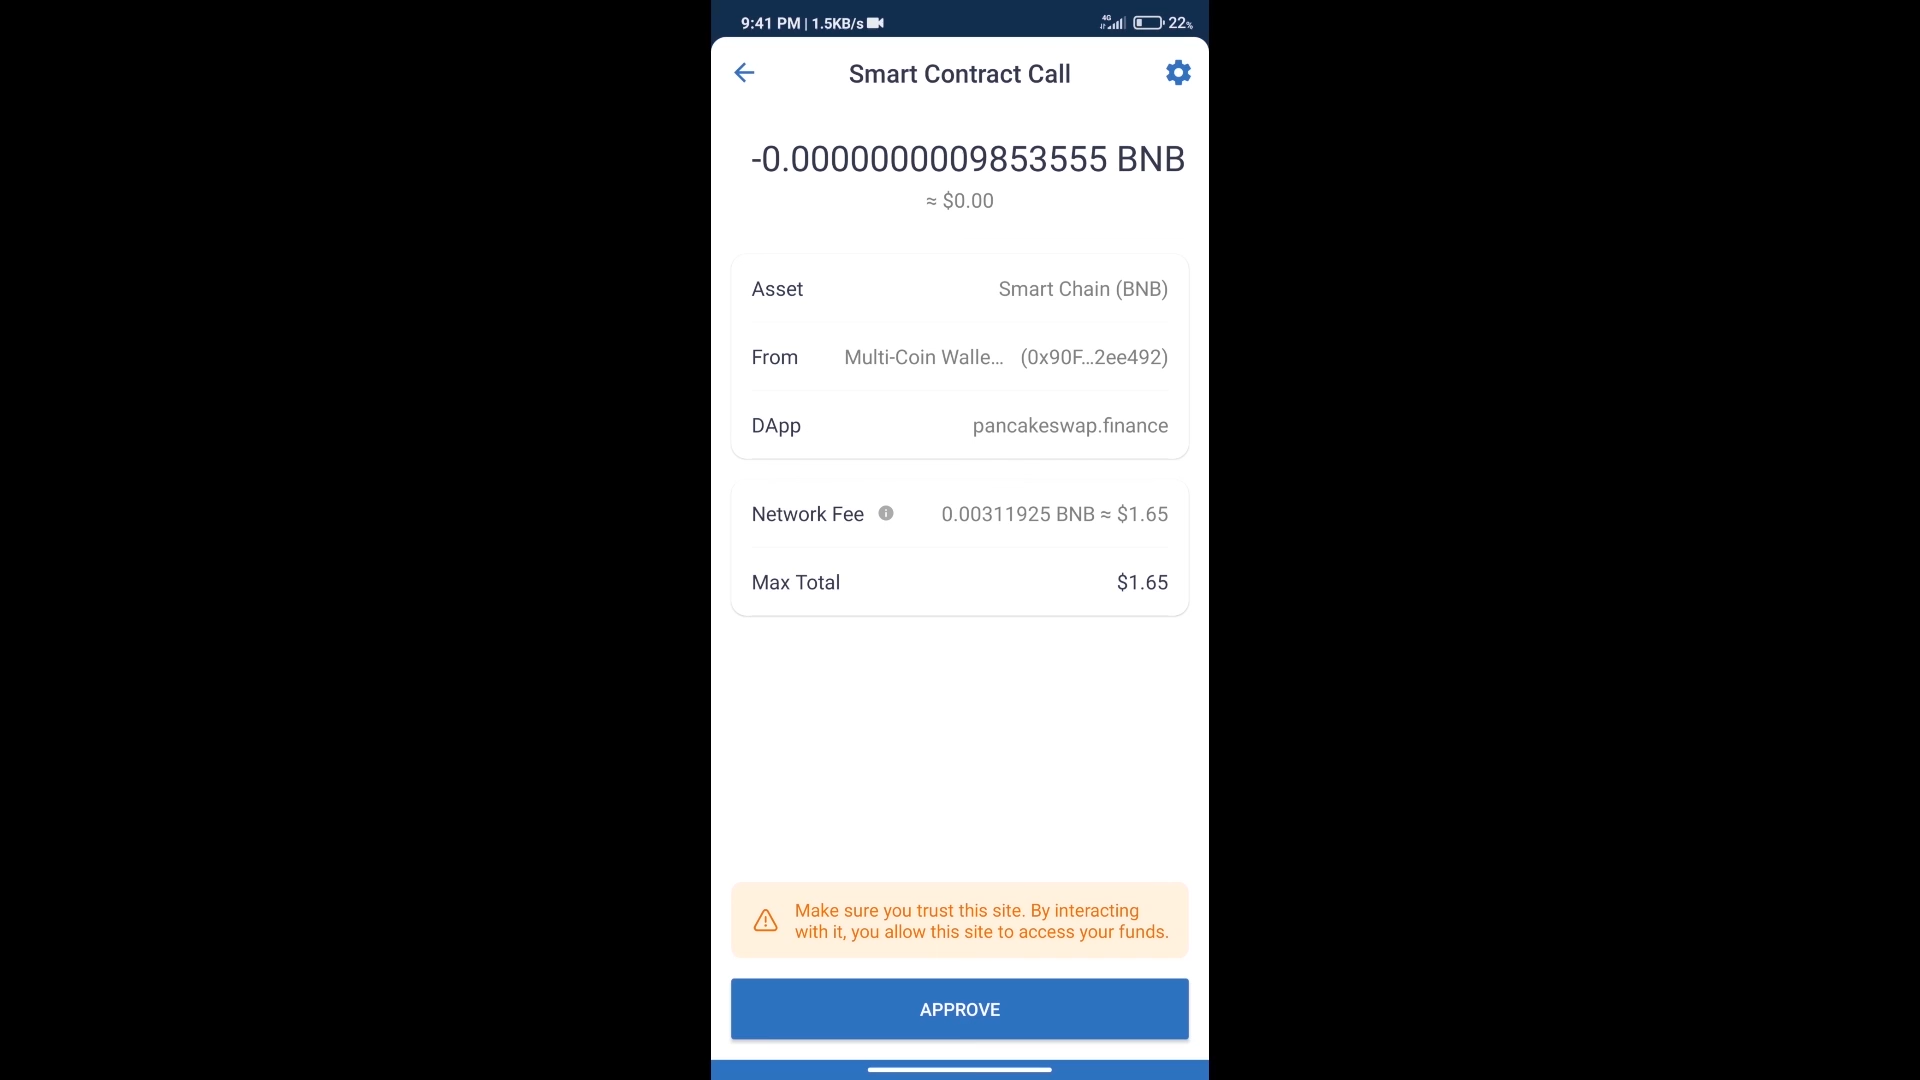 9:41 PM | 1.5KB/s 4G 22%
Smart Contract Call
-0.0000000009853555 BNB
≈ $0.00
Asset Smart Chain (BNB)
From Multi-Coin Walle... (0x90F...2ee492)
DApp pancakeswap.finance
Network Fee 0.00311925 BNB ≈ $1.65
Max Total $1.65
Make sure you trust this site. By interacting
with it, you allow this site to access your funds.
APPROVE